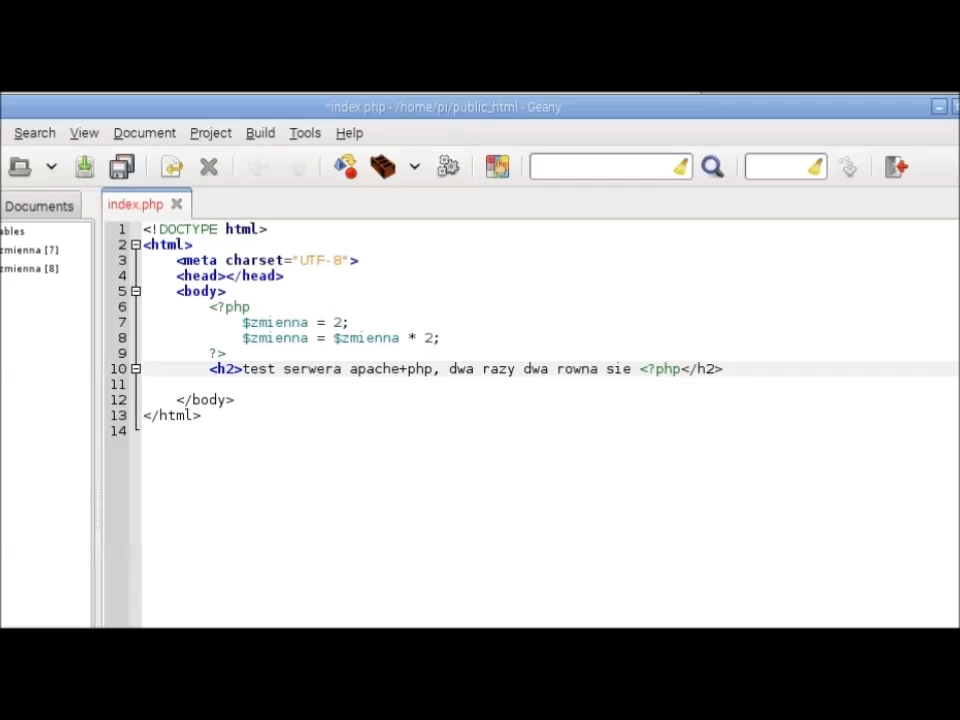 *index.php - /home/pi/public_html - Geany
Search View Document Project Build Tools Help
Documents index.php
ables
zmienna [7]
zmienna [8]
1 <!DOCTYPE html>
2 <html>
3 <meta charset="UTF-8">
4 <head></head>
5 <body>
6 <?php
7 $zmienna = 2;
8 $zmienna = $zmienna * 2;
9 ?>
10 <h2>test serwera apache+php, dwa razy dwa rowna sie <?php</h2>
11
12 </body>
13 </html>
14